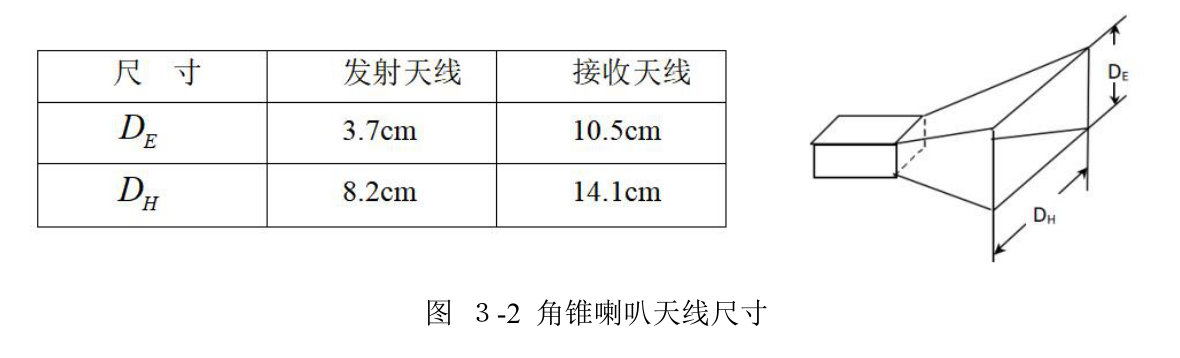 尺 寸 发射天线 接收天线
D_E 3.7cm 10.5cm
D_H 8.2cm 14.1cm
D_E
D_H
图 3-2 角锥喇叭天线尺寸